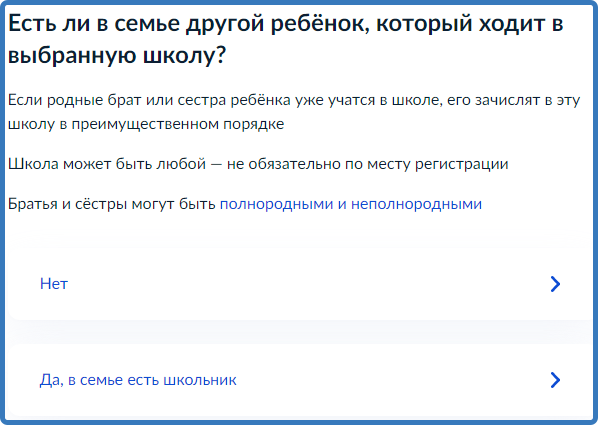 Есть ли в семье другой ребёнок, который ходит в
выбранную школу?
Если родные брат или сестра ребёнка уже учатся в школе, его зачислят в эту
школу в преимущественном порядке
Школа может быть любой — не обязательно по месту регистрации
Братья и сёстры могут быть полнородными и неполнородными
Нет
Да, в семье есть школьник